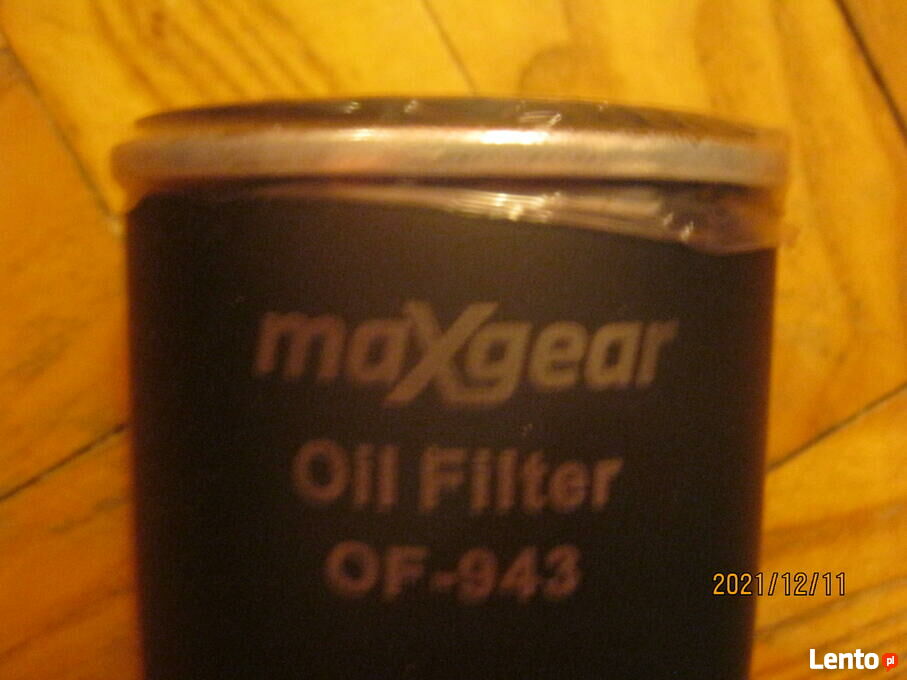 maXgear
Oil Filter
OF-943
2021/12/11
Lento pl